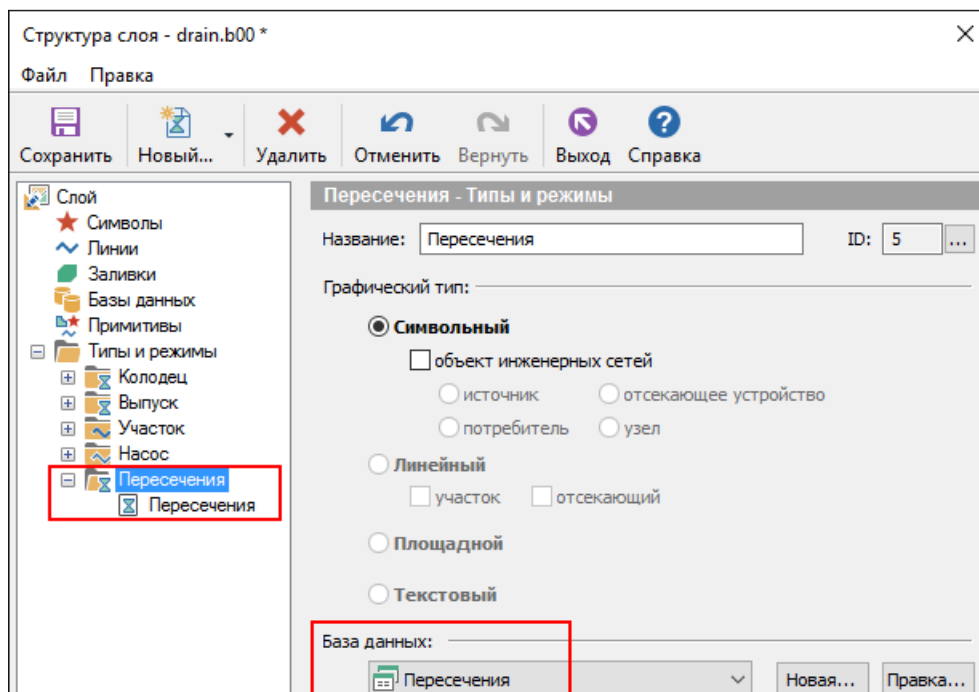 Структура слоя - drain.b00 *
Файл Правка
Сохранить Новый... Удалить Отменить Вернуть Выход Справка
Слой
Символы
Линии
Заливки
Базы данных
Примитивы
Типы и режимы
Колодец
Выпуск
Участок
Насос
Пересечения
Пересечения
Пересечения - Типы и режимы
Название: Пересечения ID: 5 ...
Графический тип:
Символьный
объект инженерных сетей
источник отсекающее устройство
потребитель узел
Линейный
участок отсекающий
Площадной
Текстовый
База данных:
Пересечения Новая... Правка...